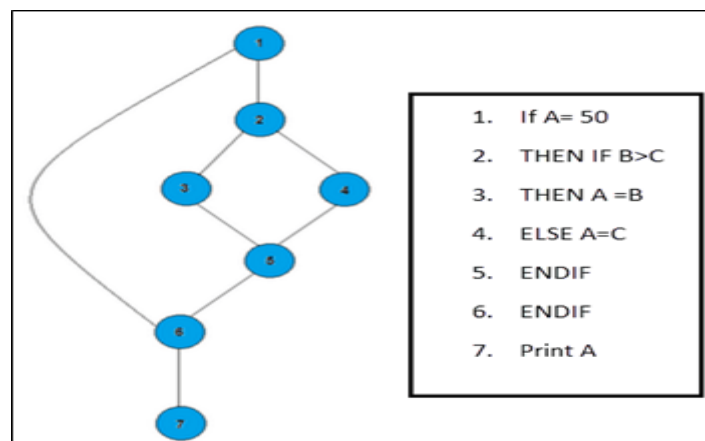 1
2
3
4
5
6
7
1. If A= 50
2. THEN IF B>C
3. THEN A =B
4. ELSE A=C
5. ENDIF
6. ENDIF
7. Print A